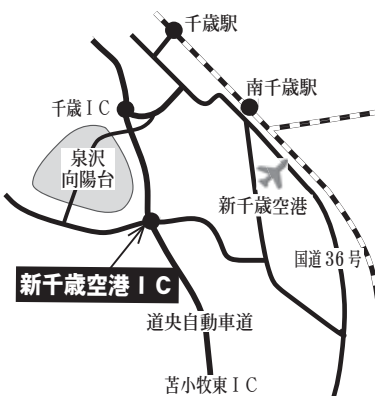 千歳駅
南千歳駅
千歳ＩＣ
泉沢
向陽台
新千歳空港
国道36号
新千歳空港ＩＣ
道央自動車道
苫小牧東ＩＣ